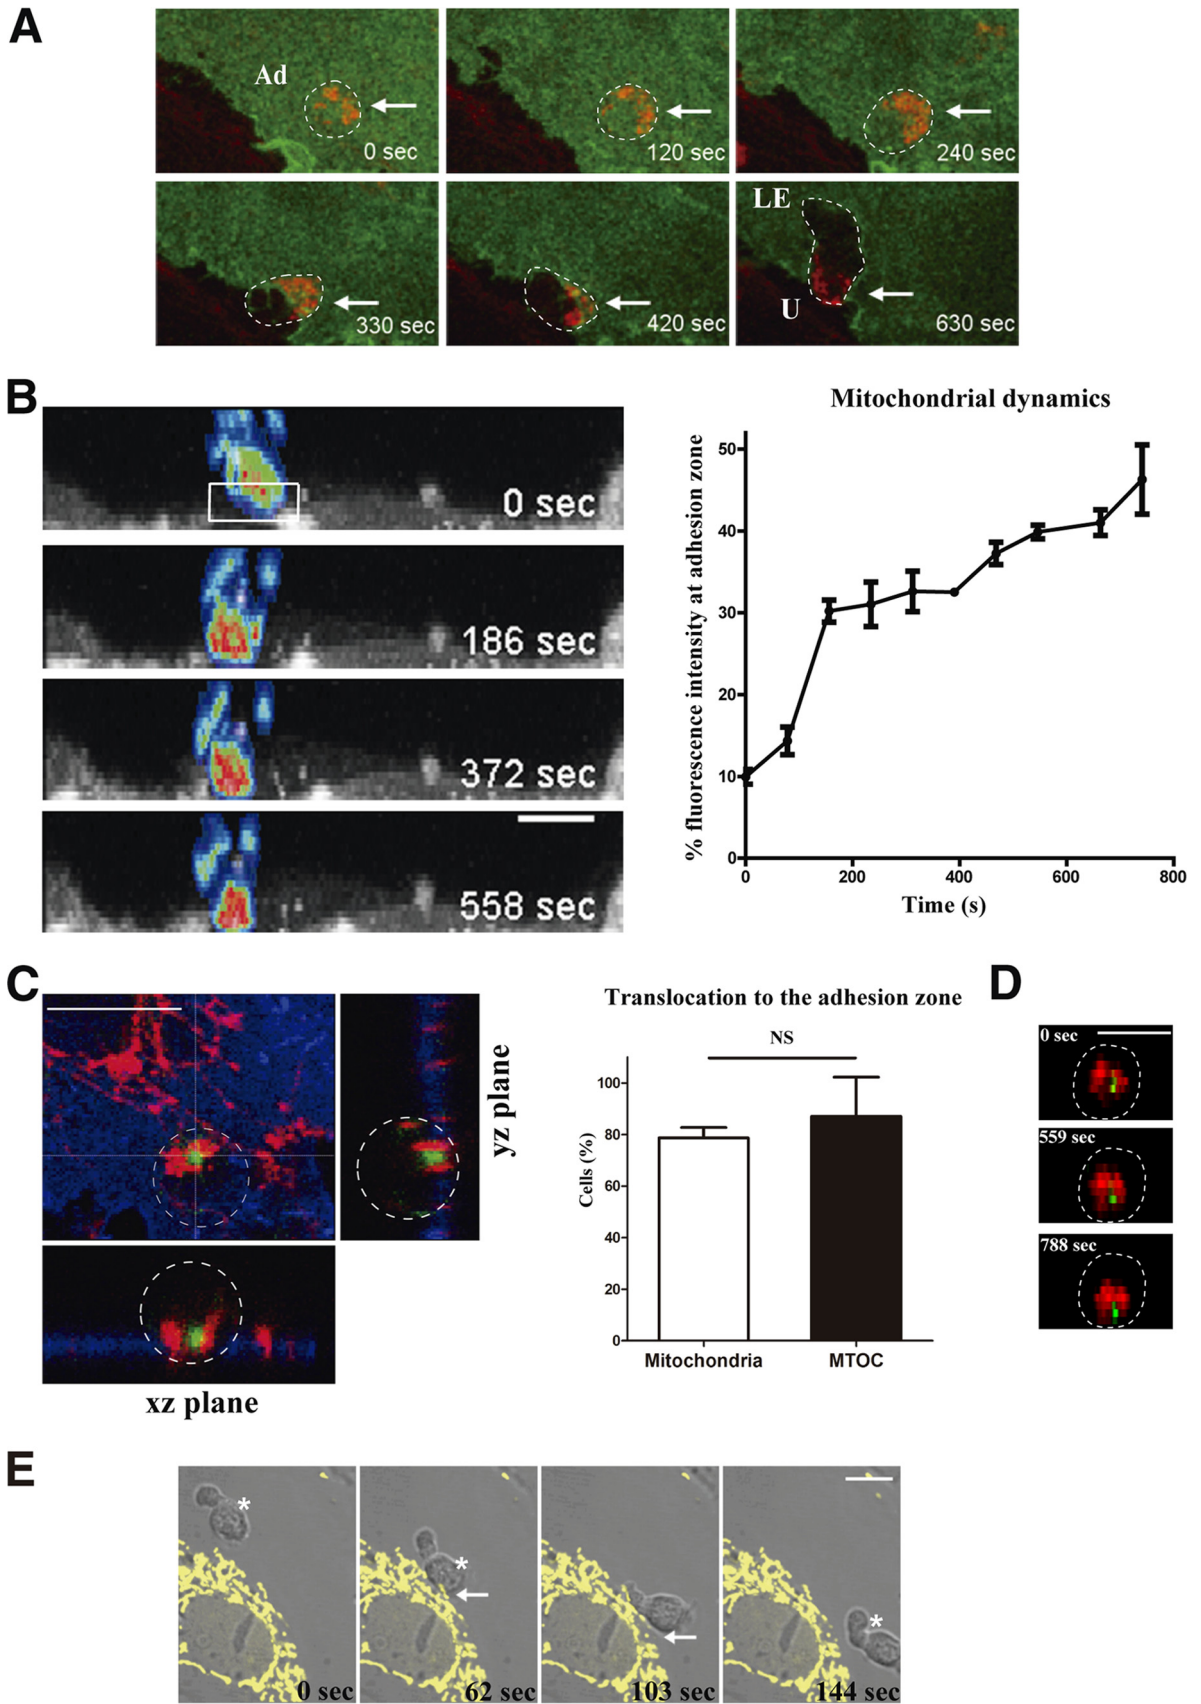 A
Ad
0 sec
120 sec
240 sec
330 sec
420 sec
LE
U
630 sec
B
0 sec
186 sec
372 sec
558 sec
Mitochondrial dynamics
% fluorescence intensity at adhesion zone
50
40
30
20
10
0
0 200 400 600 800
Time (s)
C
yz plane
xz plane
Translocation to the adhesion zone
NS
Cells (%)
100
80
60
40
20
0
Mitochondria MTOC
D
0 sec
559 sec
788 sec
E
* 0 sec
* 62 sec
103 sec
* 144 sec